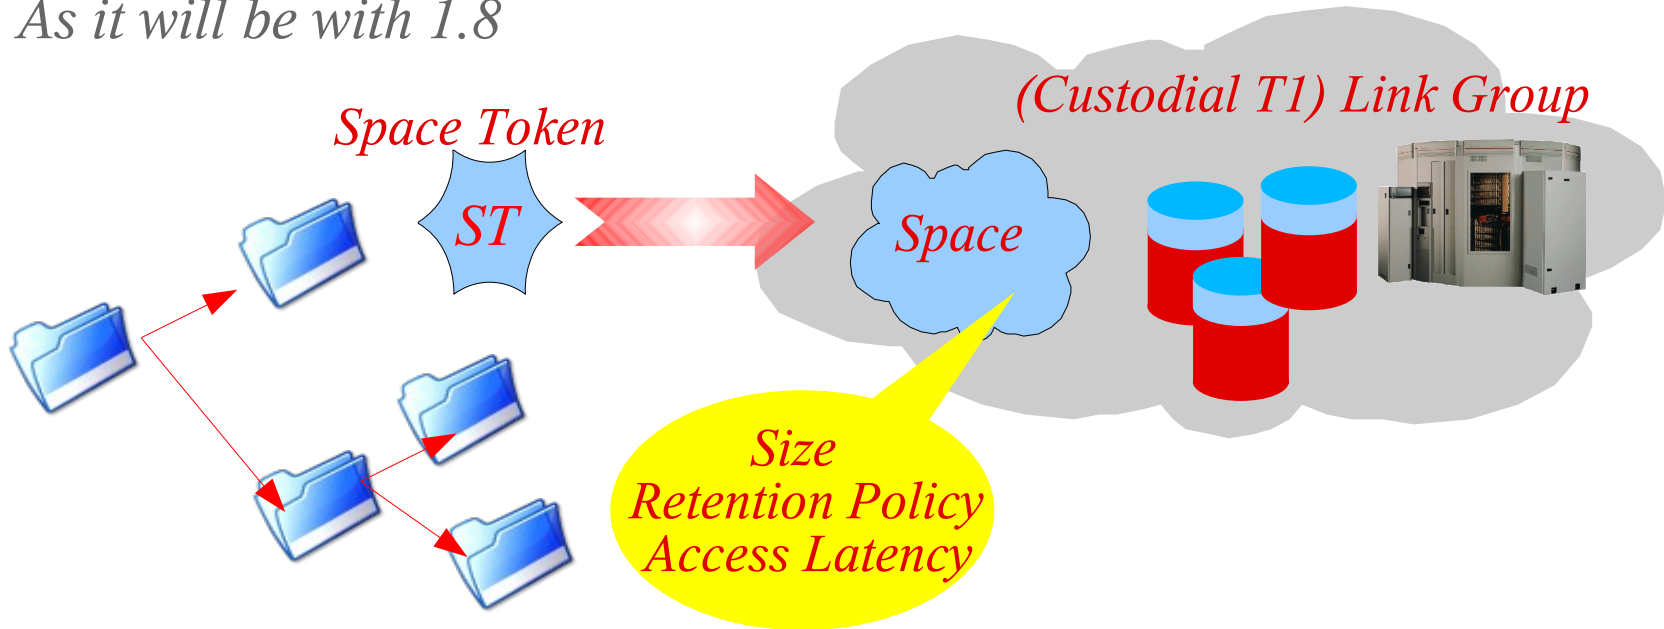 As it will be with 1.8
(Custodial T1) Link Group
Space Token
ST
Space
Size
Retention Policy
Access Latency